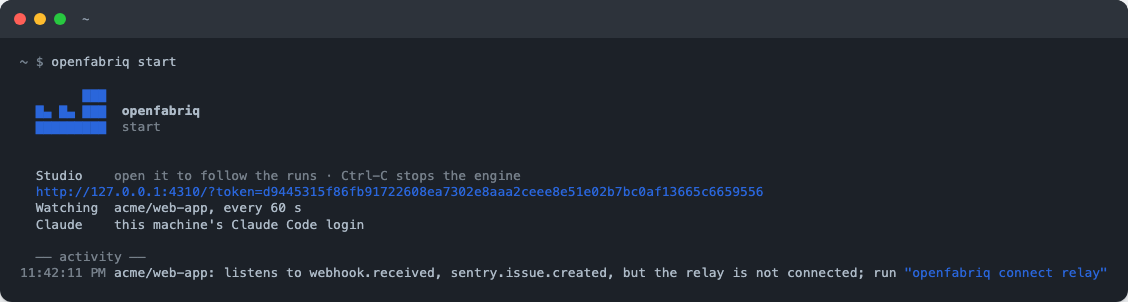 ~
~ $ openfabriq start
openfabriq
start
Studio    open it to follow the runs · Ctrl-C stops the engine
http://127.0.0.1:4310/?token=d9445315f86fb91722608ea7302e8aaa2ceee8e51e02b7bc0af13665c6659556
Watching  acme/web-app, every 60 s
Claude    this machine's Claude Code login
── activity ──
11:42:11 PM acme/web-app: listens to webhook.received, sentry.issue.created, but the relay is not connected; run "openfabriq connect relay"